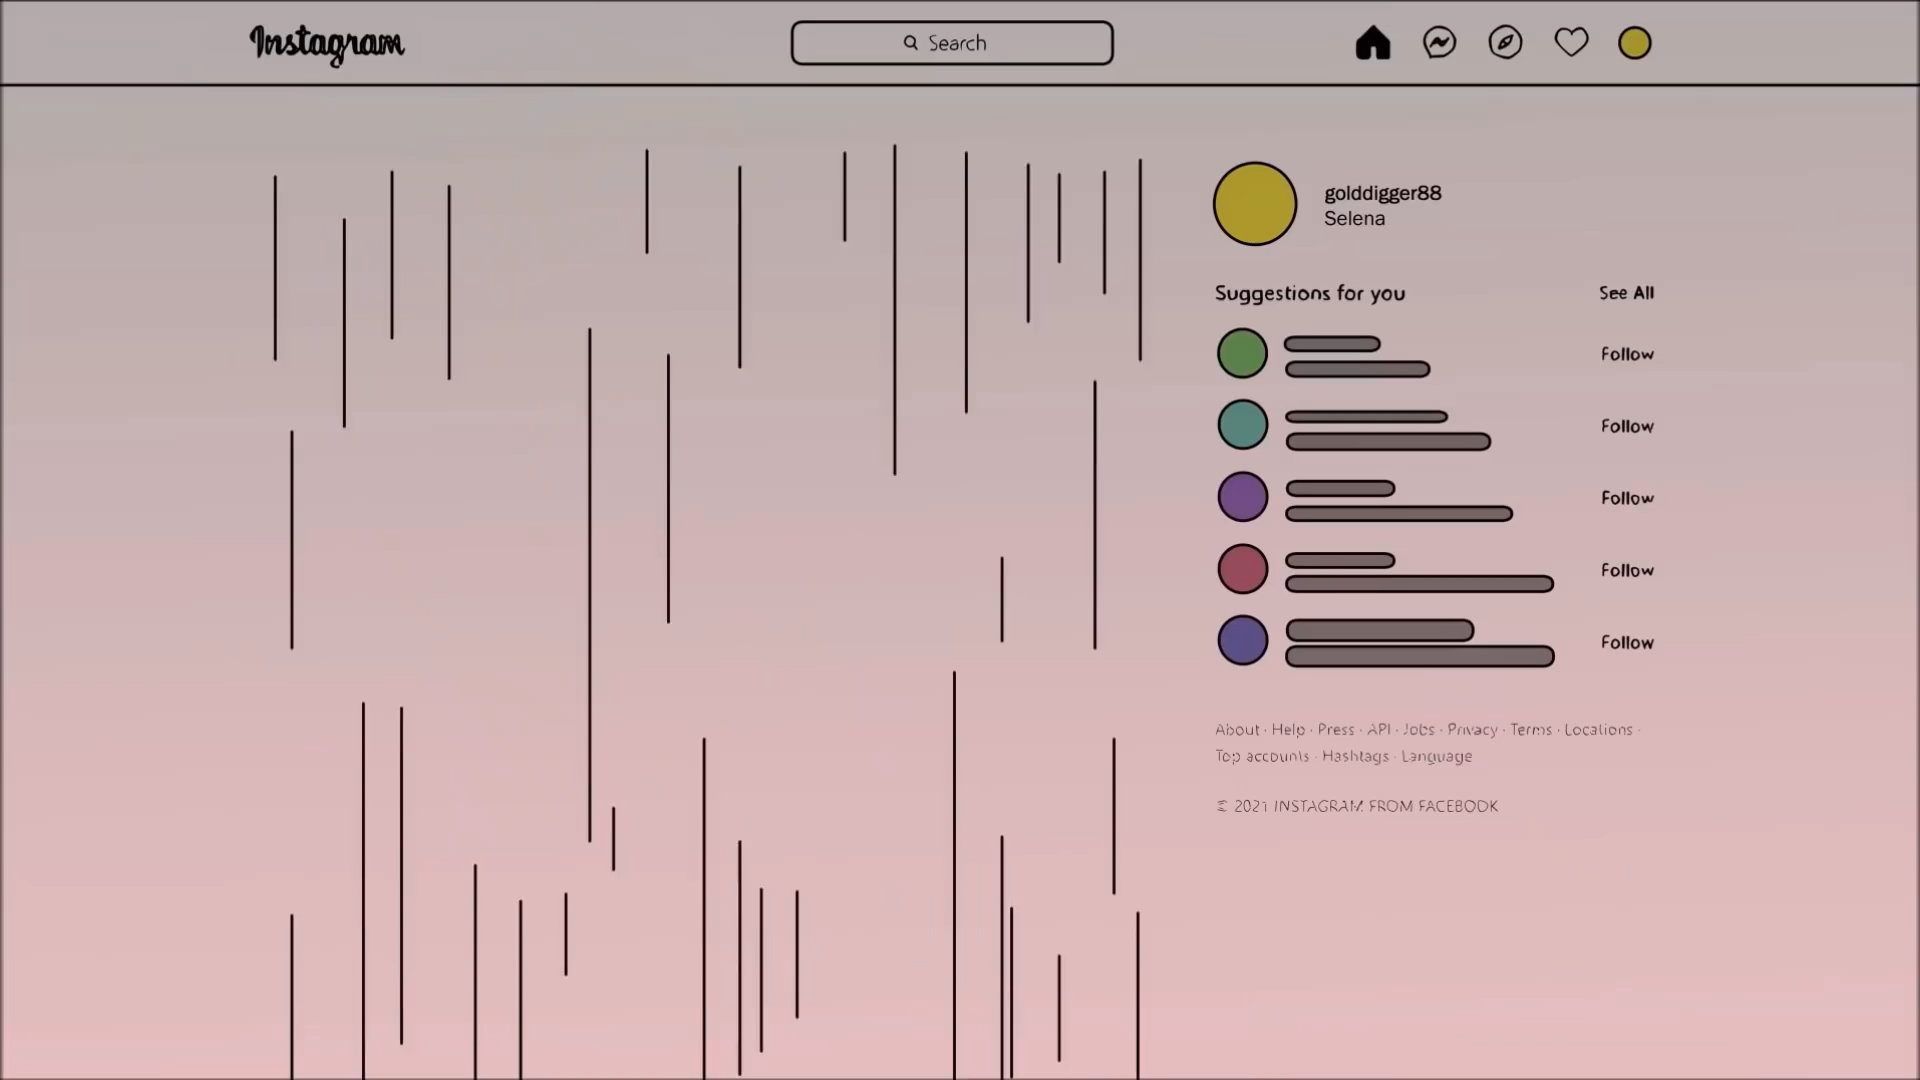 Instagram
Search
golddigger88
Selena
Suggestions for you
See All
Follow
Follow
Follow
Follow
Follow
About · Help · Press · API · Jobs · Privacy · Terms · Locations ·
Top accounts · Hashtags · Language
© 2021 INSTAGRAM FROM FACEBOOK